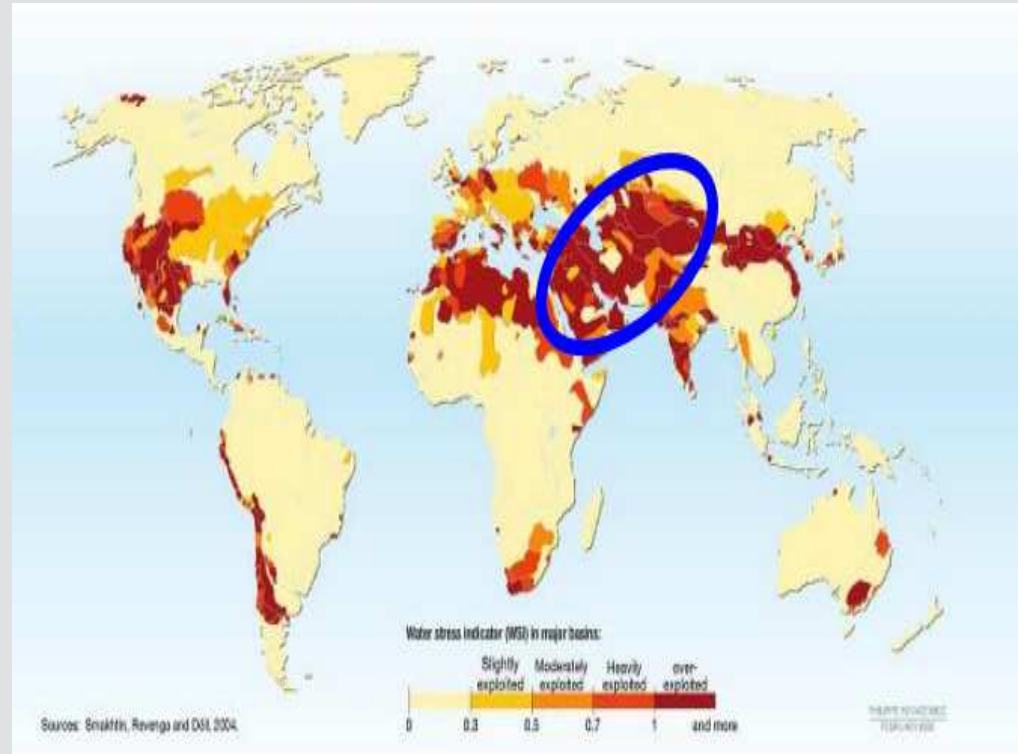 Water stress indicator (WSI) in major basins:
Slightly exploited
Moderately exploited
Heavily exploited
over-exploited
0
0.3
0.5
0.7
1
and more
Sources: Smakhtin, Revenga and Döll, 2004.
FEBRUARY